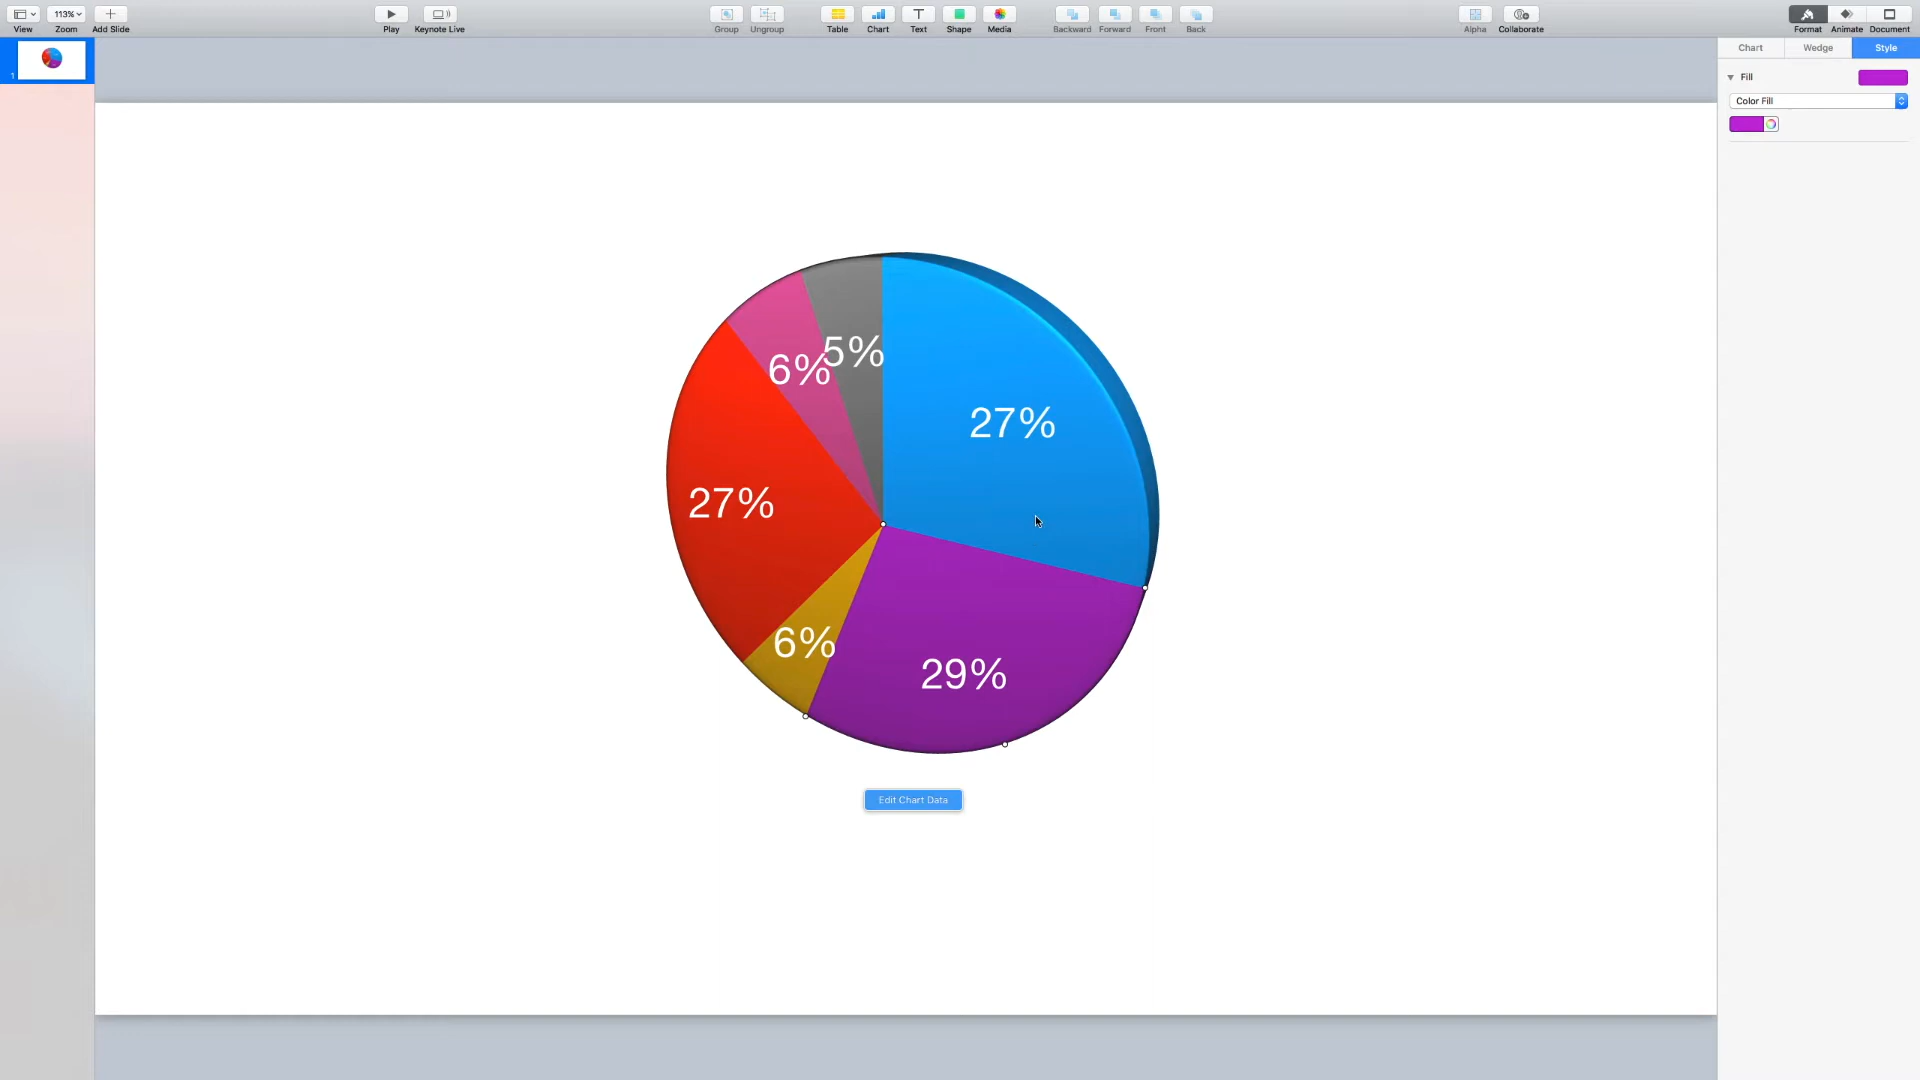 113%
View
Zoom
Add Slide
Play
Keynote Live
Group
Ungroup
Table
Chart
T
Text
Shape
Media
Backward
Forward
Front
Back
Alpha
Collaborate
Format
Animate
Document
1
Chart
Wedge
Style
Fill
Color Fill
5%
6%
27%
27%
6%
29%
Edit Chart Data